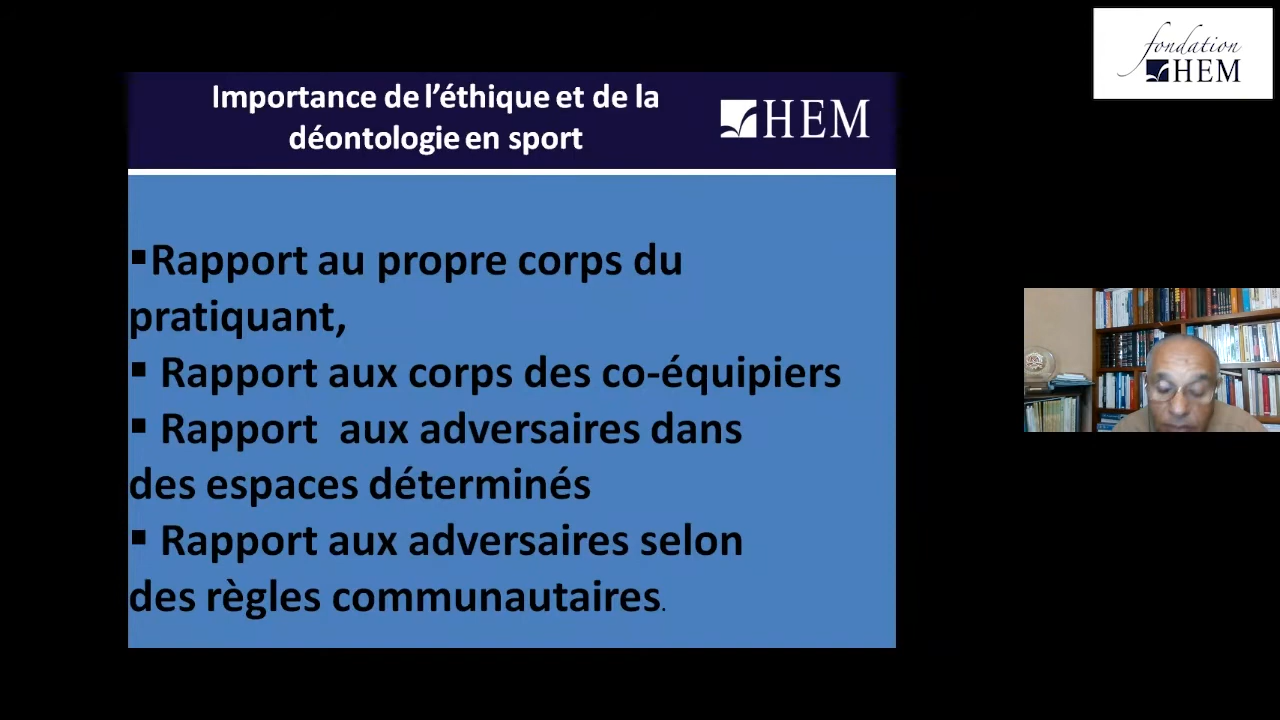 fondation
HEM
Importance de l’éthique et de la
déontologie en sport
HEM
▪Rapport au propre corps du
pratiquant,
▪ Rapport aux corps des co-équipiers
▪ Rapport  aux adversaires dans
des espaces déterminés
▪ Rapport aux adversaires selon
des règles communautaires.